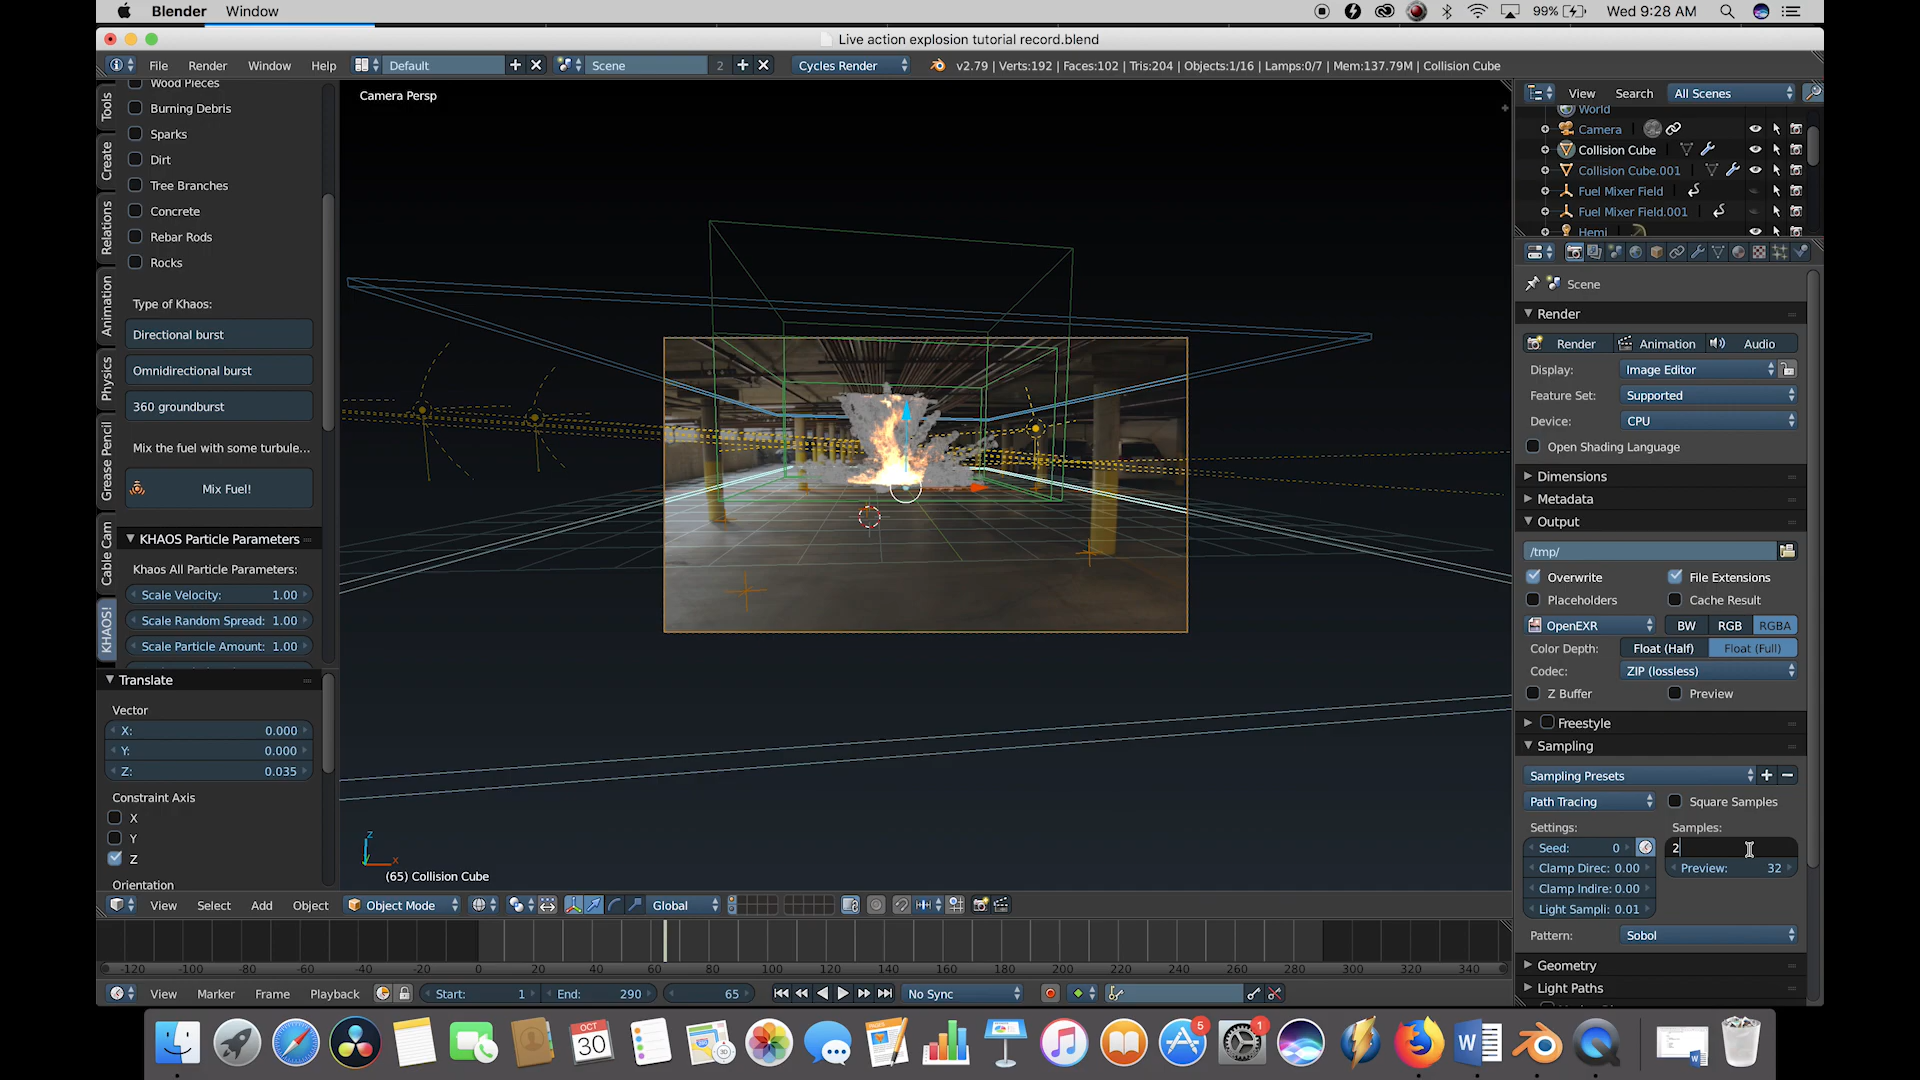 Blender Window 99% Wed 9:28 AM
Live action explosion tutorial record.blend
File Render Window Help Default Scene 2 Cycles Render v2.79 | Verts:192 | Faces:102 | Tris:204 | Objects:1/16 | Lamps:0/7 | Mem:137.79M | Collision Cube
Tools
Create
Relations
Animation
Physics
Grease Pencil
Cable Cam
KHAOS!
Wood Pieces
Burning Debris
Sparks
Dirt
Tree Branches
Concrete
Rebar Rods
Rocks
Type of Khaos:
Directional burst
Omnidirectional burst
360 groundburst
Mix the fuel with some turbule...
Mix Fuel!
KHAOS Particle Parameters
Khaos All Particle Parameters:
Scale Velocity: 1.00
Scale Random Spread: 1.00
Scale Particle Amount: 1.00
Translate
Vector
X: 0.000
Y: 0.000
Z: 0.035
Constraint Axis
X
Y
Z
Orientation
Camera Persp
z
x
(65) Collision Cube
View Select Add Object Object Mode Global
-120 -100 -80 -60 -40 -20 0 20 40 60 80 100 120 140 160 180 200 220 240 260 280 300 320 340
View Marker Frame Playback Start: 1 End: 290 65 No Sync
View Search All Scenes
World
Camera
Collision Cube
Collision Cube.001
Fuel Mixer Field
Fuel Mixer Field.001
Hemi
Scene
Render
Render Animation Audio
Display: Image Editor
Feature Set: Supported
Device: CPU
Open Shading Language
Dimensions
Metadata
Output
/tmp/
Overwrite File Extensions
Placeholders Cache Result
OpenEXR BW RGB RGBA
Color Depth: Float (Half) Float (Full)
Codec: ZIP (lossless)
Z Buffer Preview
Freestyle
Sampling
Sampling Presets
Path Tracing Square Samples
Settings: Samples:
Seed: 0 2
Clamp Direc: 0.00 Preview: 32
Clamp Indire: 0.00
Light Sampli: 0.01
Pattern: Sobol
Geometry
Light Paths
OCT
30
5
1